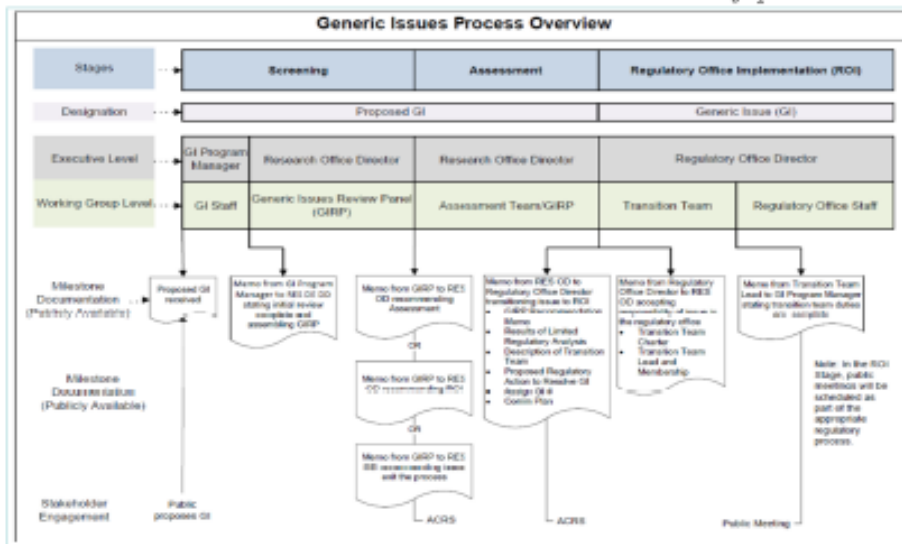 Generic Issues Process Overview
Stages
Screening
Assessment
Regulatory Office Implementation (ROI)
Designation
Proposed GI
Generic Issue (GI)
Executive Level
GI Program
Manager
Research Office Director
Research Office Director
Regulatory Office Director
Working Group Level
GI Staff
Generic Issues Review Panel
(GIRP)
Assessment Team/GIRP
Transition Team
Regulatory Office Staff
Milestone
Documentation
(Publicly Available)
Proposed GI
received
Memo from GI Program
Manager to RES
stating initial review
complete and
assembling GIRP
Memo from GIRP to RES
OD recommending
Assessment
OR
Memo from GIRP to RES
OD recommending ROI
OR
Memo from GIRP to RES
OD recommending issue
exit the process
Memo from RES OD to
Regulatory Office Director
transitioning issue to ROI
• GIRP Recommendation
Memo
• Results of Limited
Regulatory Analysis
• Description of Transition
Team
• Proposed Regulatory
Action to Resolve GI
• Assign GI #
• Comm Plan
Memo from Regulatory
Office Director to RES
OD accepting
responsibility of issue in
the regulatory office
• Transition Team
Charter
• Transition Team
Lead and
Membership
Memo from Transition Team
Lead to GI Program Manager
stating transition team duties
are complete
Milestone
Documentation
(Publicly Available)
Note: In the ROI
Stage, public
meetings will be
scheduled as
part of the
appropriate
regulatory
process.
Stakeholder
Engagement
Public
proposes GI
ACRS
ACRS
Public Meeting